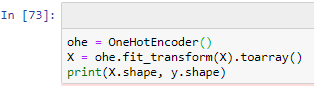 In [73]:
ohe = OneHotEncoder()
X = ohe.fit_transform(X).toarray()
print(X.shape, y.shape)